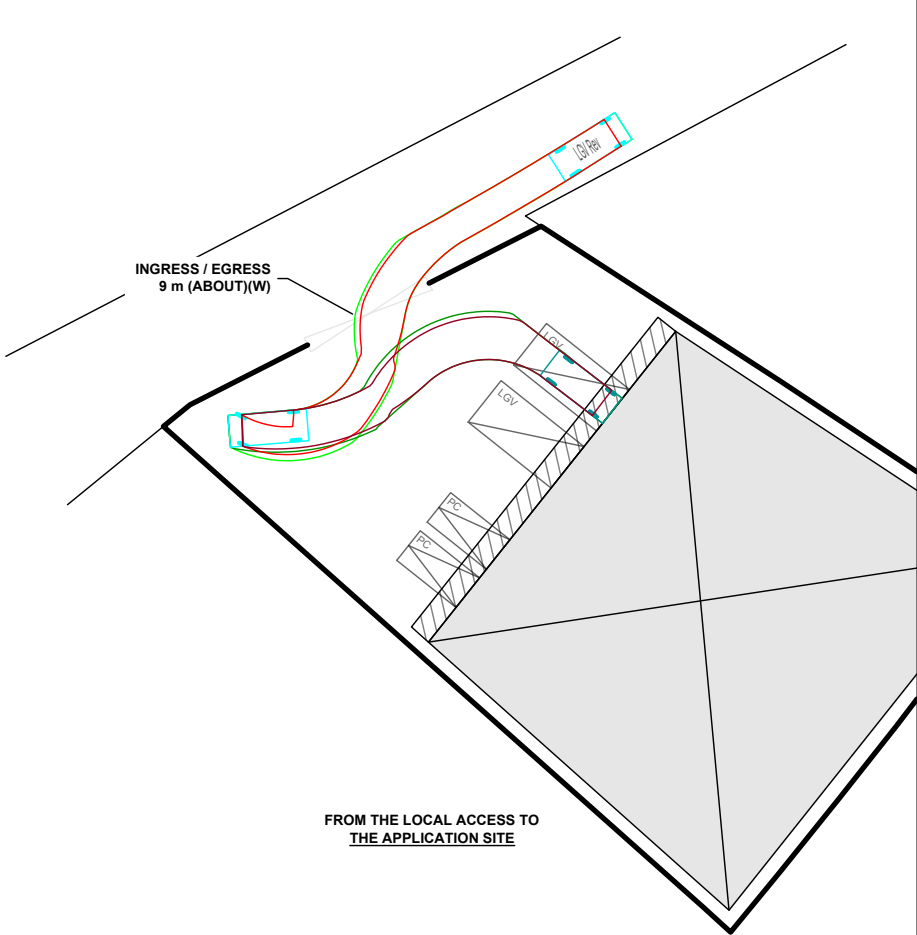 LGV Rev
INGRESS / EGRESS
9 m (ABOUT)(W)
LGV
LGV
PC
PC
FROM THE LOCAL ACCESS TO
THE APPLICATION SITE